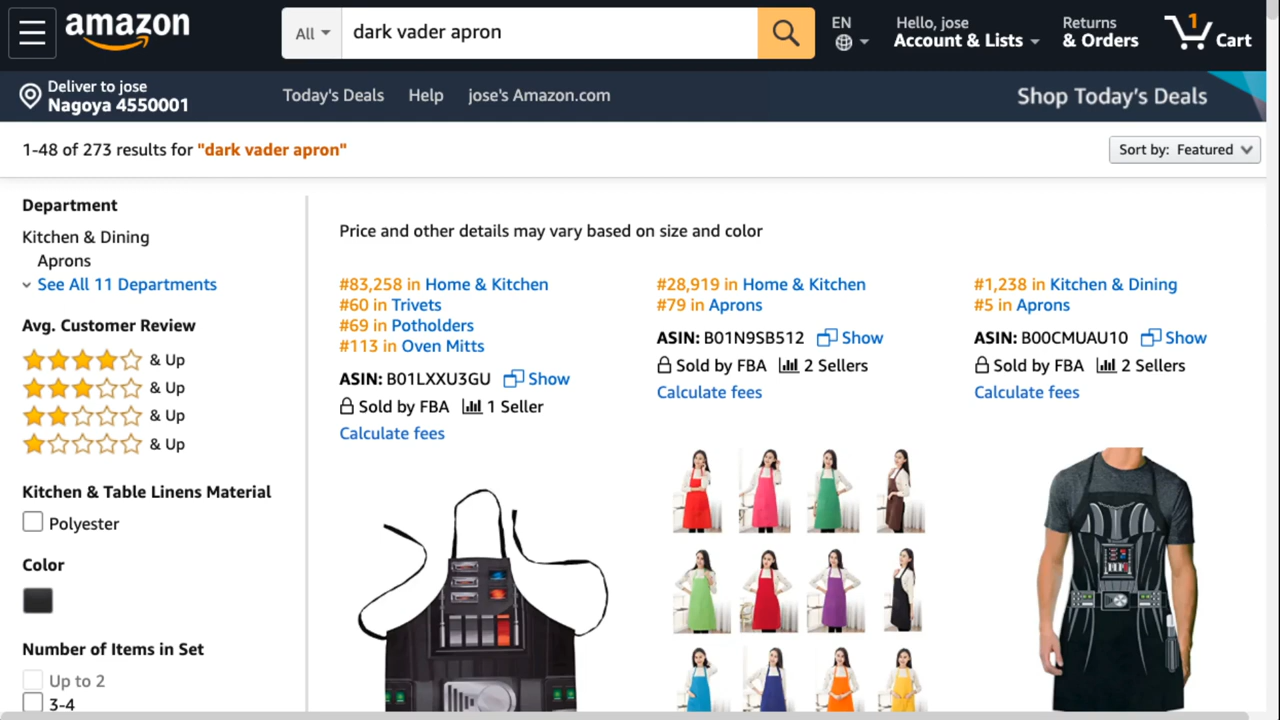 amazon
All
dark vader apron
EN
Hello, jose
Account & Lists
Returns
& Orders
1
Cart
Deliver to jose
Nagoya 4550001
Today's Deals
Help
jose's Amazon.com
Shop Today's Deals
1-48 of 273 results for "dark vader apron"
Sort by: Featured
Department
Kitchen & Dining
Aprons
See All 11 Departments
Avg. Customer Review
& Up
& Up
& Up
& Up
Kitchen & Table Linens Material
Polyester
Color
Number of Items in Set
Up to 2
3-4
Price and other details may vary based on size and color
#83,258 in Home & Kitchen
#60 in Trivets
#69 in Potholders
#113 in Oven Mitts
ASIN: B01LXXU3GU Show
Sold by FBA 1 Seller
Calculate fees
#28,919 in Home & Kitchen
#79 in Aprons
ASIN: B01N9SB512 Show
Sold by FBA 2 Sellers
Calculate fees
#1,238 in Kitchen & Dining
#5 in Aprons
ASIN: B00CMUAU10 Show
Sold by FBA 2 Sellers
Calculate fees